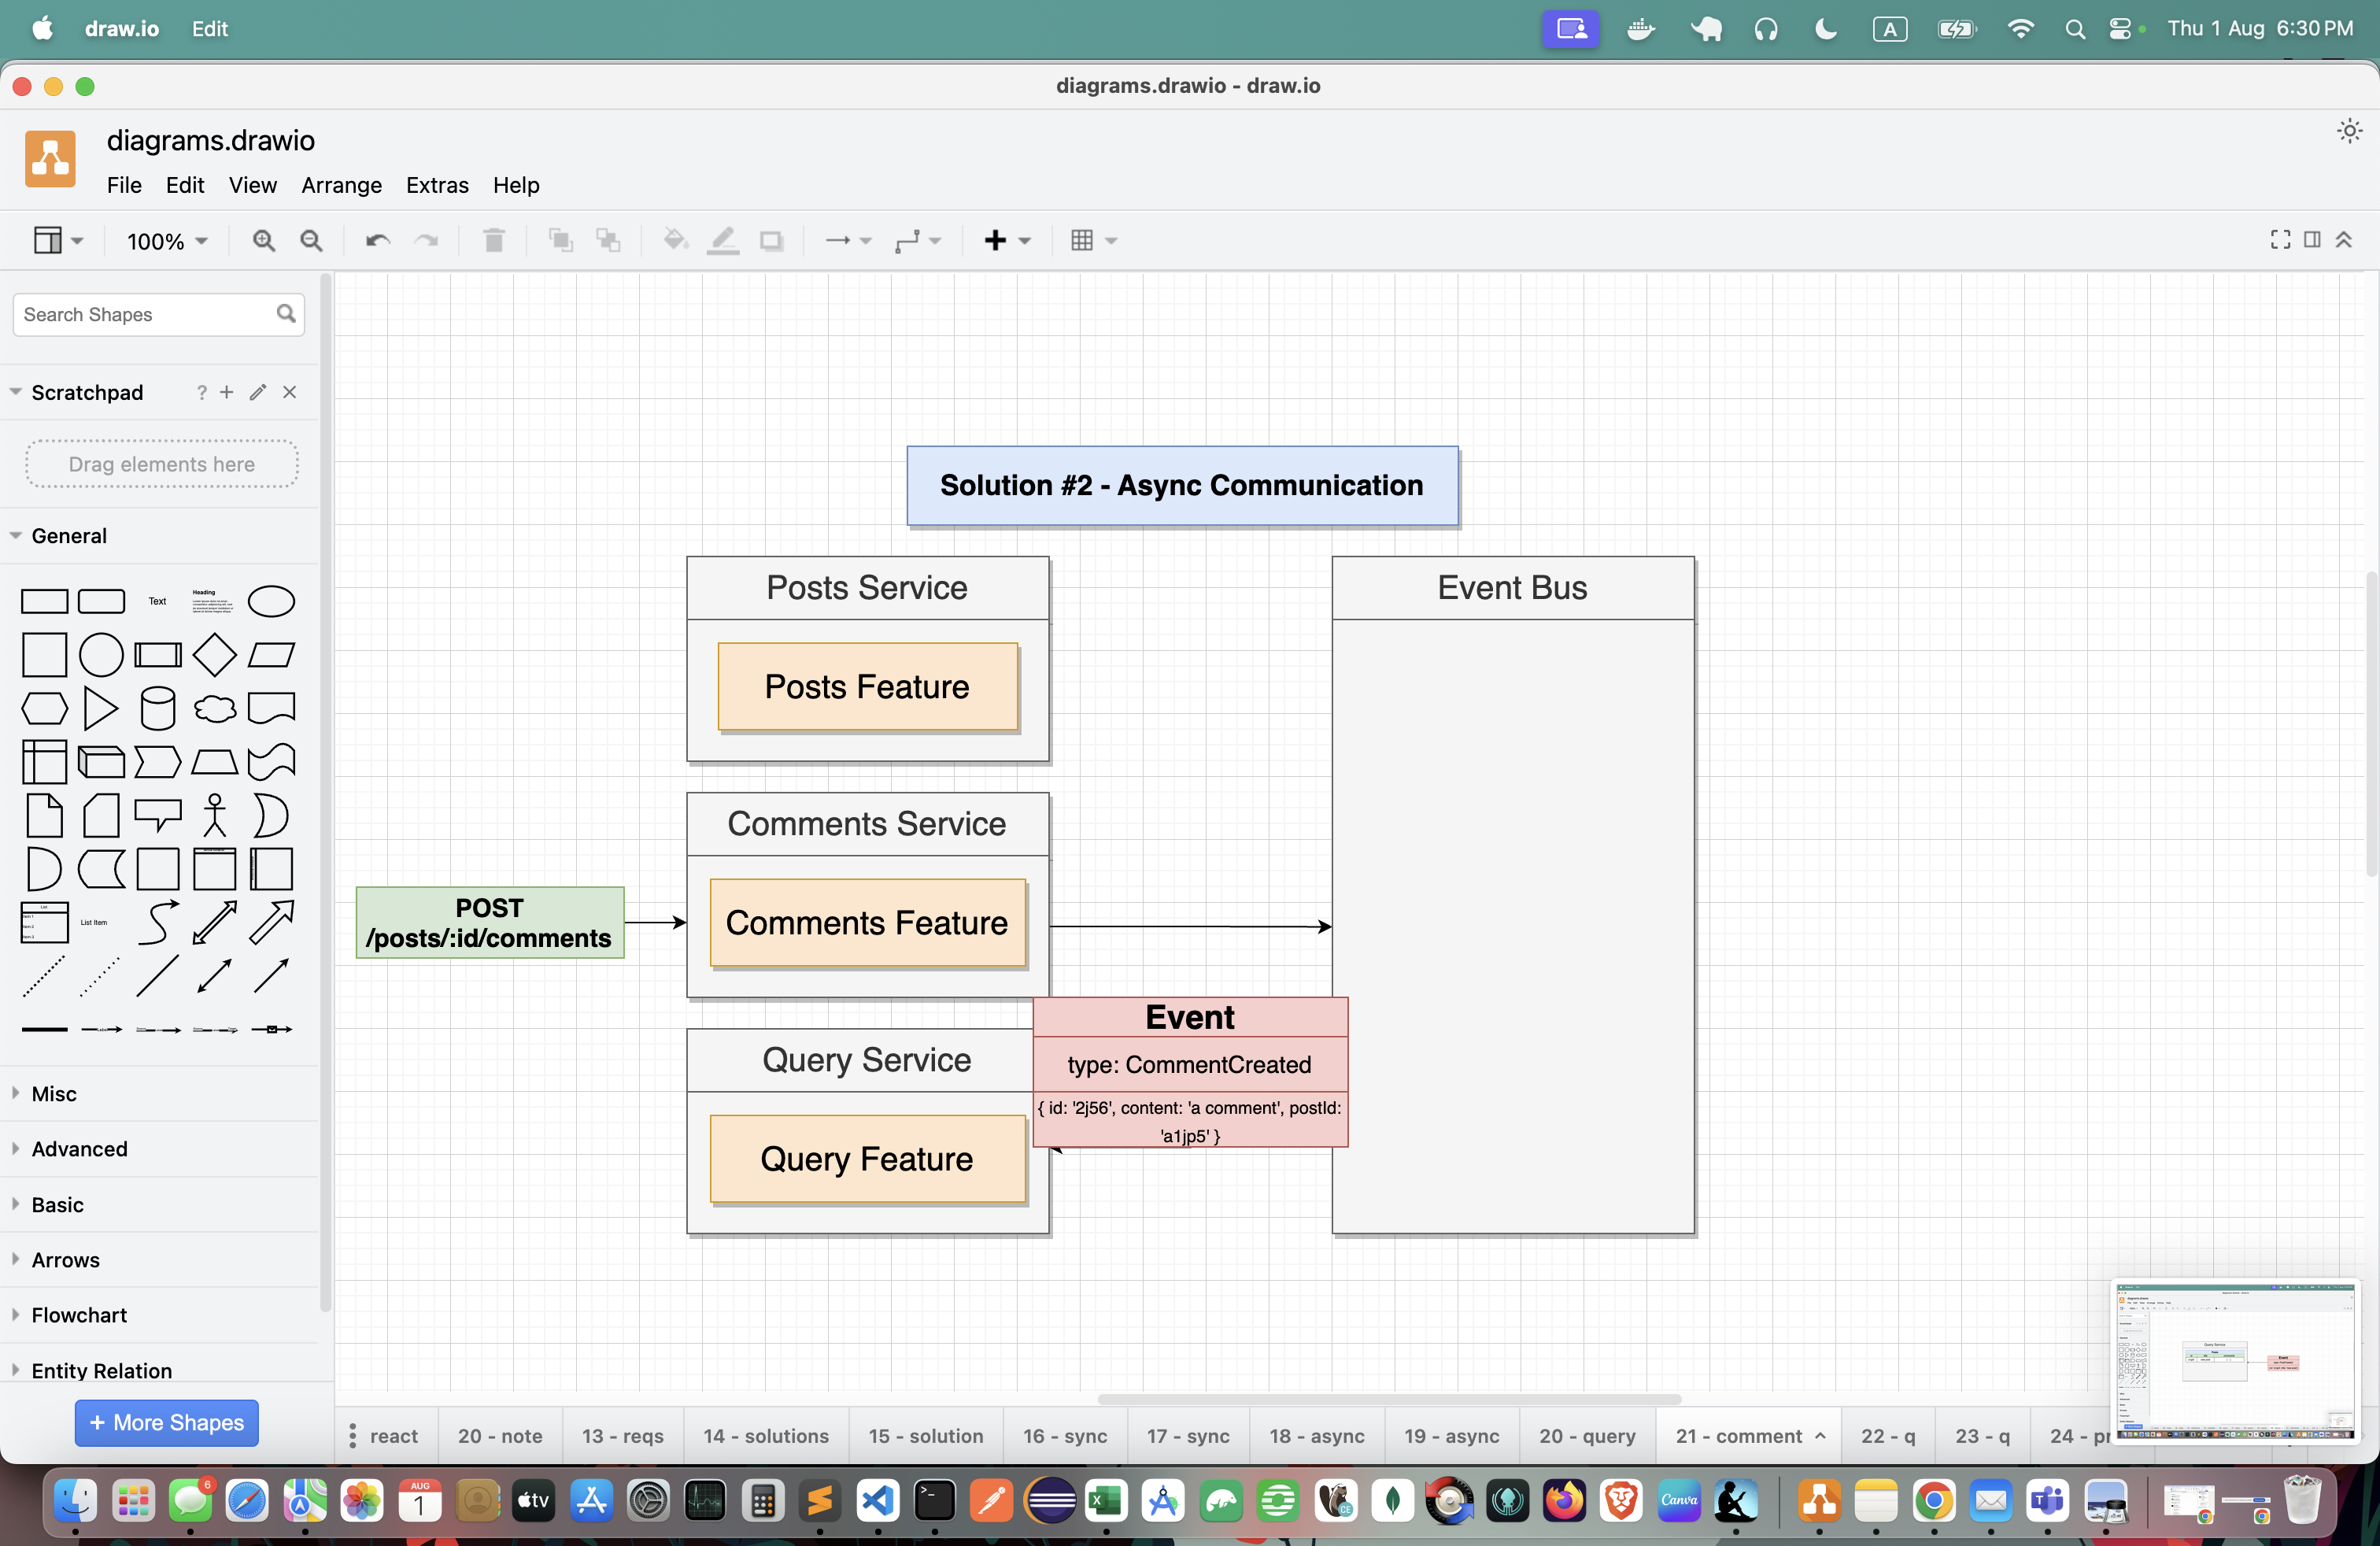 draw.io
Edit
A
Thu 1 Aug 6:30 PM
diagrams.drawio - draw.io
diagrams.drawio
File Edit View Arrange Extras Help
100%
Search Shapes
Scratchpad
?
Drag elements here
General
Text
Heading
List
List Item
Misc
Advanced
Basic
Arrows
Flowchart
Entity Relation
+ More Shapes
Solution #2 - Async Communication
Posts Service
Posts Feature
Event Bus
Comments Service
Comments Feature
POST
/posts/:id/comments
Event
type: CommentCreated
{ id: '2j56', content: 'a comment', postId:
'a1jp5' }
Query Service
Query Feature
react
20 - note
13 - reqs
14 - solutions
15 - solution
16 - sync
17 - sync
18 - async
19 - async
20 - query
21 - comment
22 - q
23 - q
24 - pr
6
AUG
1
tv
CE
Canva